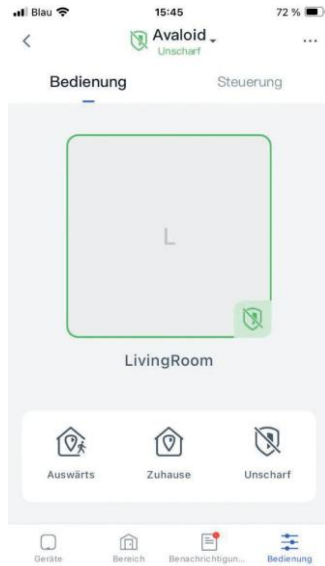 Blau 15:45 72 %
Avaloid
Unscharf
Bedienung Steuerung
L
LivingRoom
Auswärts Zuhause Unscharf
Geräte Bereich Benachrichtigun... Bedienung